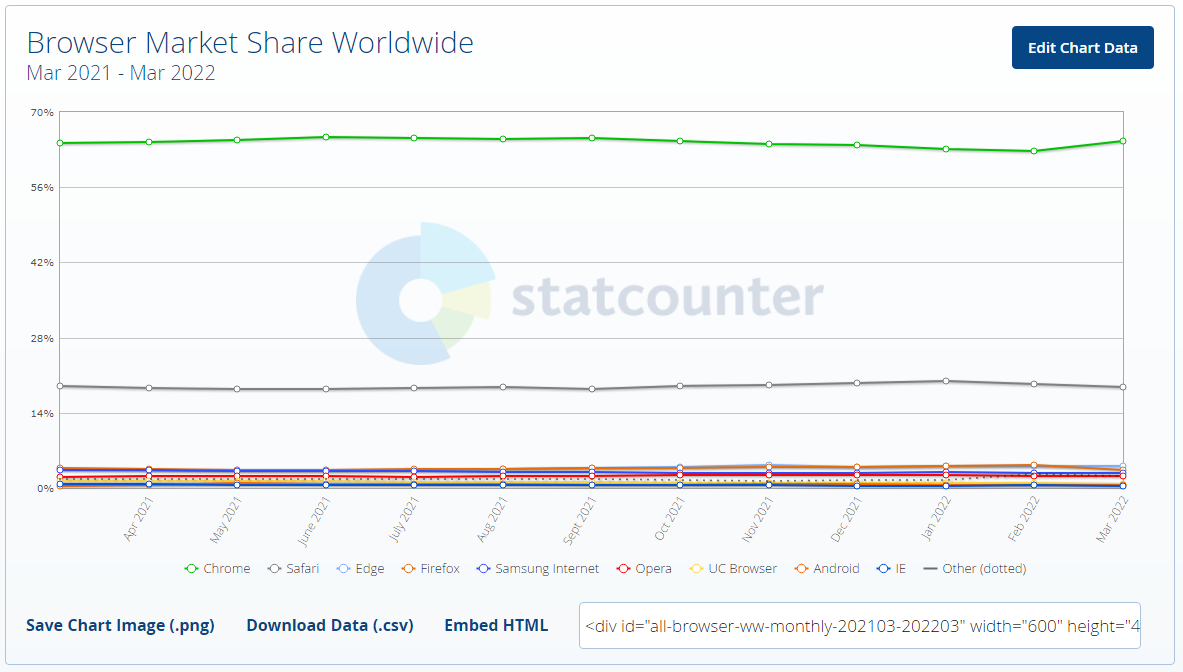 Browser Market Share Worldwide
Mar 2021 - Mar 2022
Edit Chart Data
70%
56%
42%
28%
14%
0%
statcounter
Apr 2021
May 2021
June 2021
July 2021
Aug 2021
Sept 2021
Oct 2021
Nov 2021
Dec 2021
Jan 2022
Feb 2022
Mar 2022
Chrome Safari Edge Firefox Samsung Internet Opera UC Browser Android IE Other (dotted)
Save Chart Image (.png) Download Data (.csv) Embed HTML <div id="all-browser-ww-monthly-202103-202203" width="600" height="4